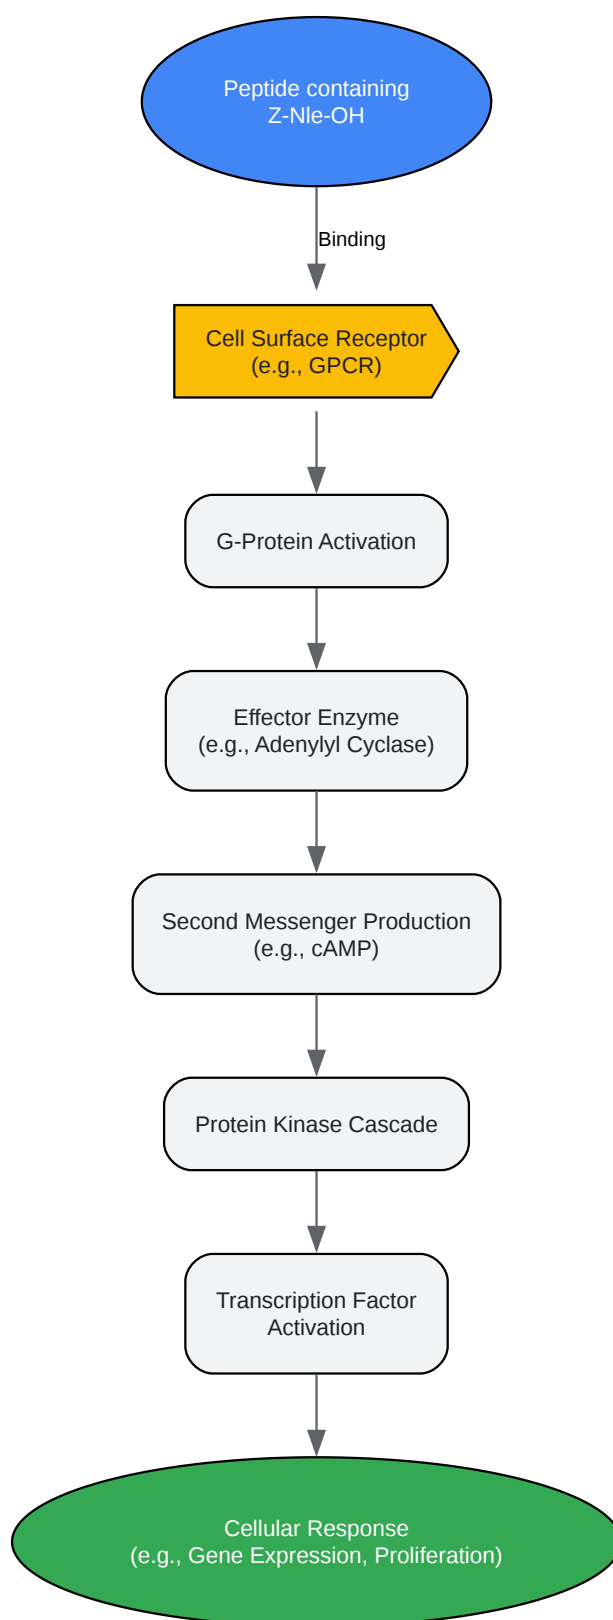 Peptide containing
Z-Nle-OH
Binding
Cell Surface Receptor
(e.g., GPCR)
G-Protein Activation
Effector Enzyme
(e.g., Adenylyl Cyclase)
Second Messenger Production
(e.g., cAMP)
Protein Kinase Cascade
Transcription Factor
Activation
Cellular Response
(e.g., Gene Expression, Proliferation)